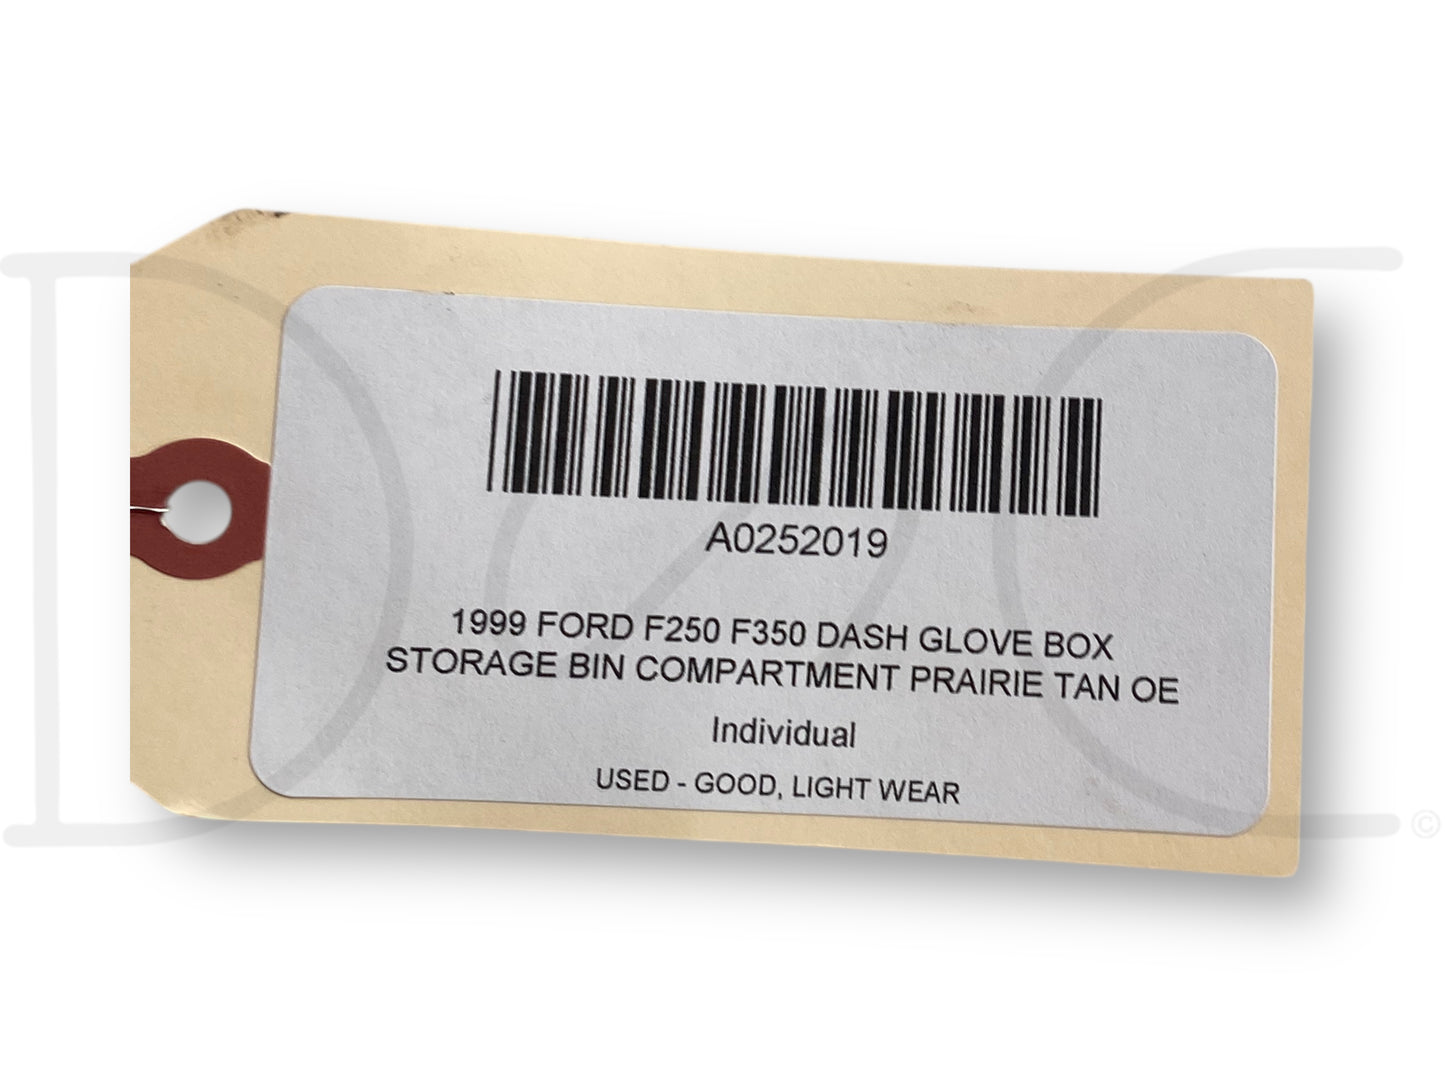 A0252019
1999 FORD F250 F350 DASH GLOVE BOX
STORAGE BIN COMPARTMENT PRAIRIE TAN OE
Individual
USED - GOOD, LIGHT WEAR
©